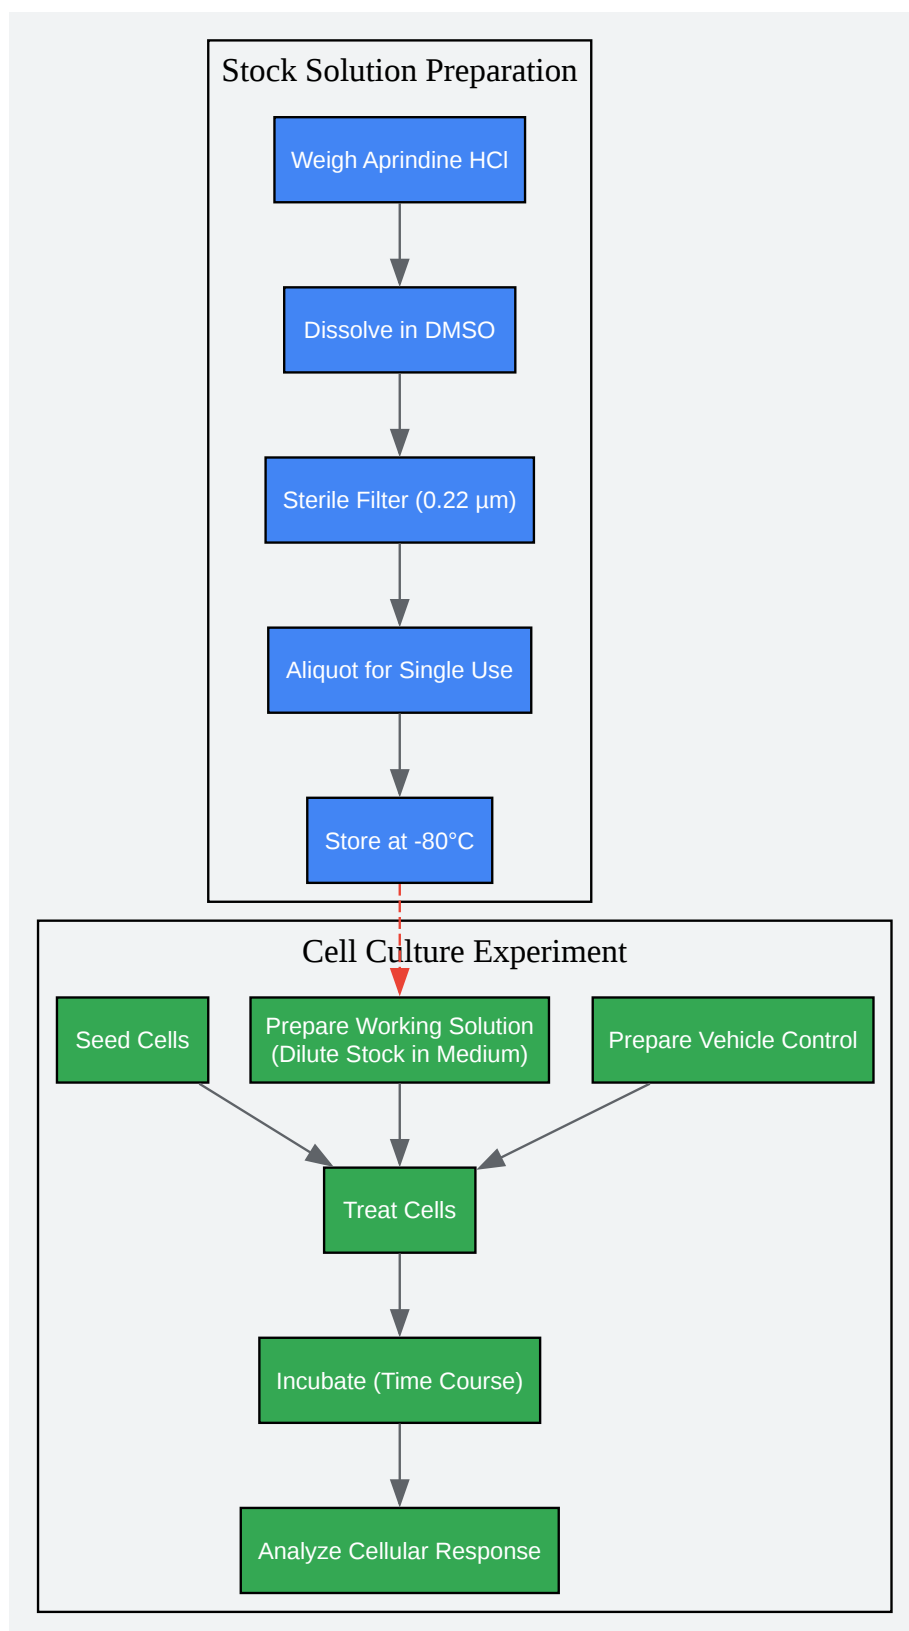 Stock Solution Preparation
Weigh Aprindine HCl
Dissolve in DMSO
Sterile Filter (0.22 µm)
Aliquot for Single Use
Store at -80°C
Cell Culture Experiment
Seed Cells
Prepare Working Solution
(Dilute Stock in Medium)
Prepare Vehicle Control
Treat Cells
Incubate (Time Course)
Analyze Cellular Response